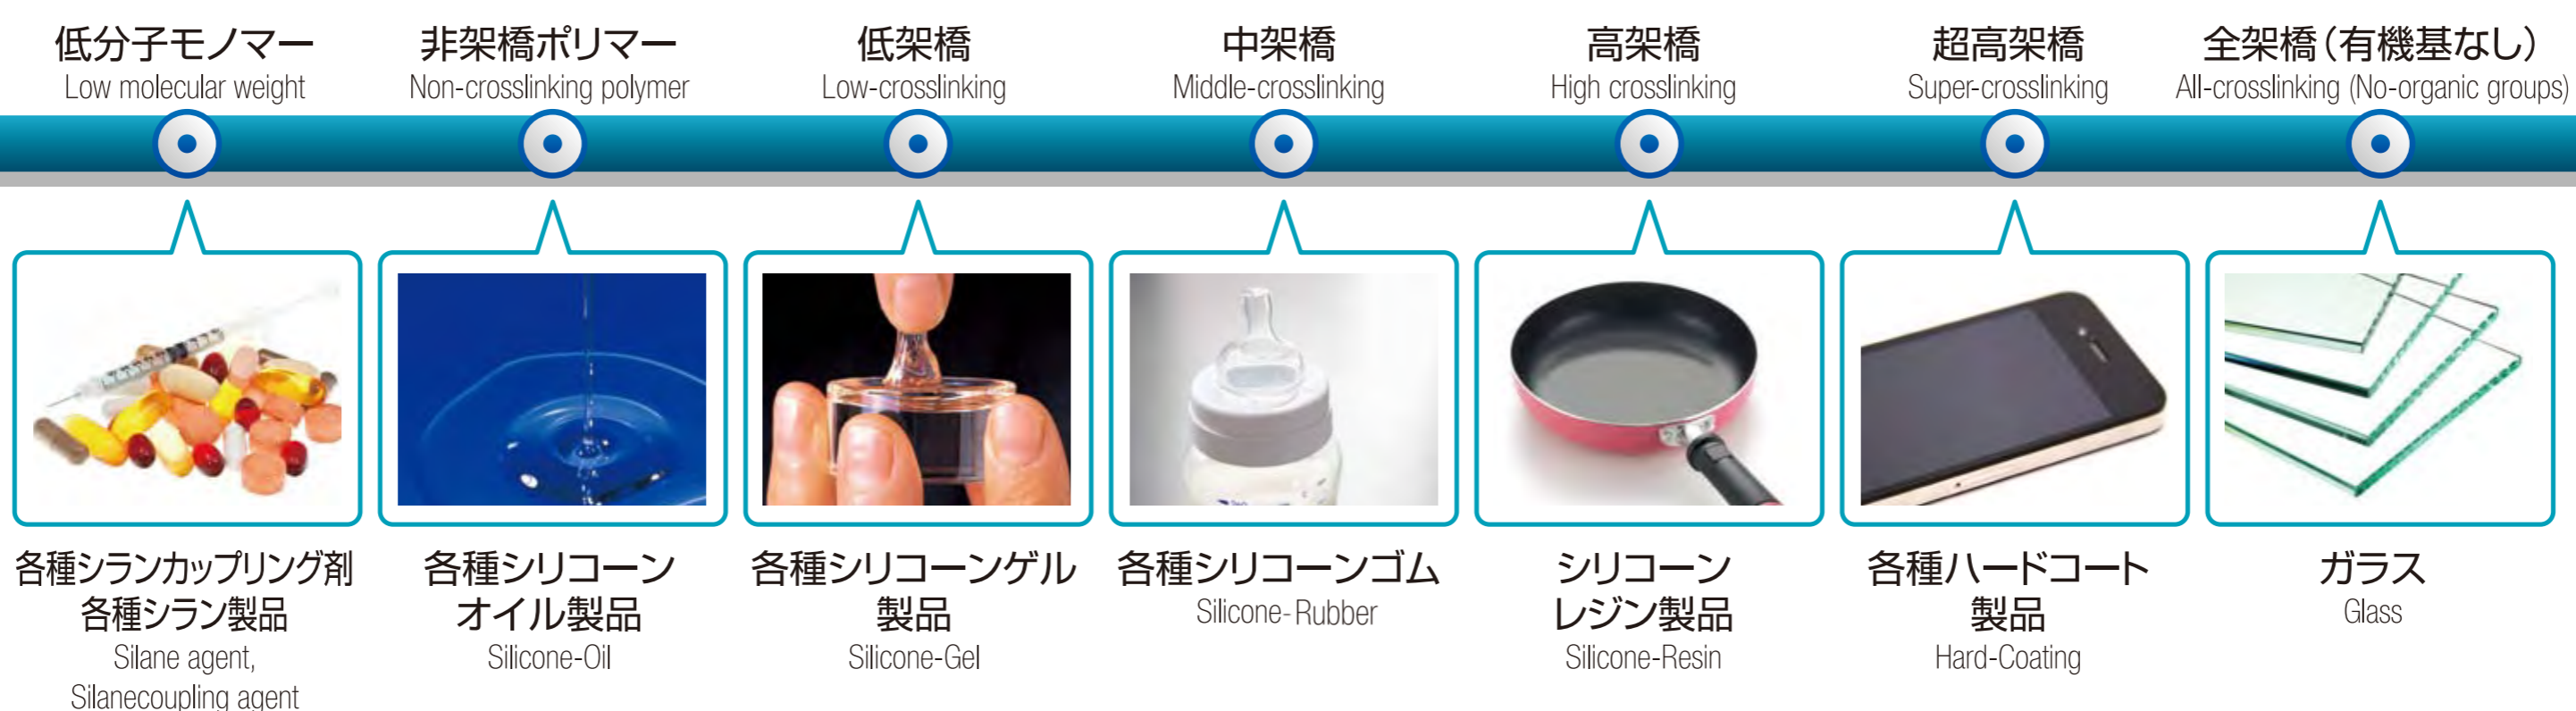 低分子モノマー
Low molecular weight
非架橋ポリマー
Non-crosslinking polymer
低架橋
Low-crosslinking
中架橋
Middle-crosslinking
高架橋
High crosslinking
超高架橋
Super-crosslinking
全架橋（有機基なし）
All-crosslinking (No-organic groups)
各種シランカップリング剤
各種シラン製品
Silane agent,
Silanecoupling agent
各種シリコーン
オイル製品
Silicone-Oil
各種シリコーンゲル
製品
Silicone-Gel
各種シリコーンゴム
Silicone-Rubber
シリコーン
レジン製品
Silicone-Resin
各種ハードコート
製品
Hard-Coating
ガラス
Glass